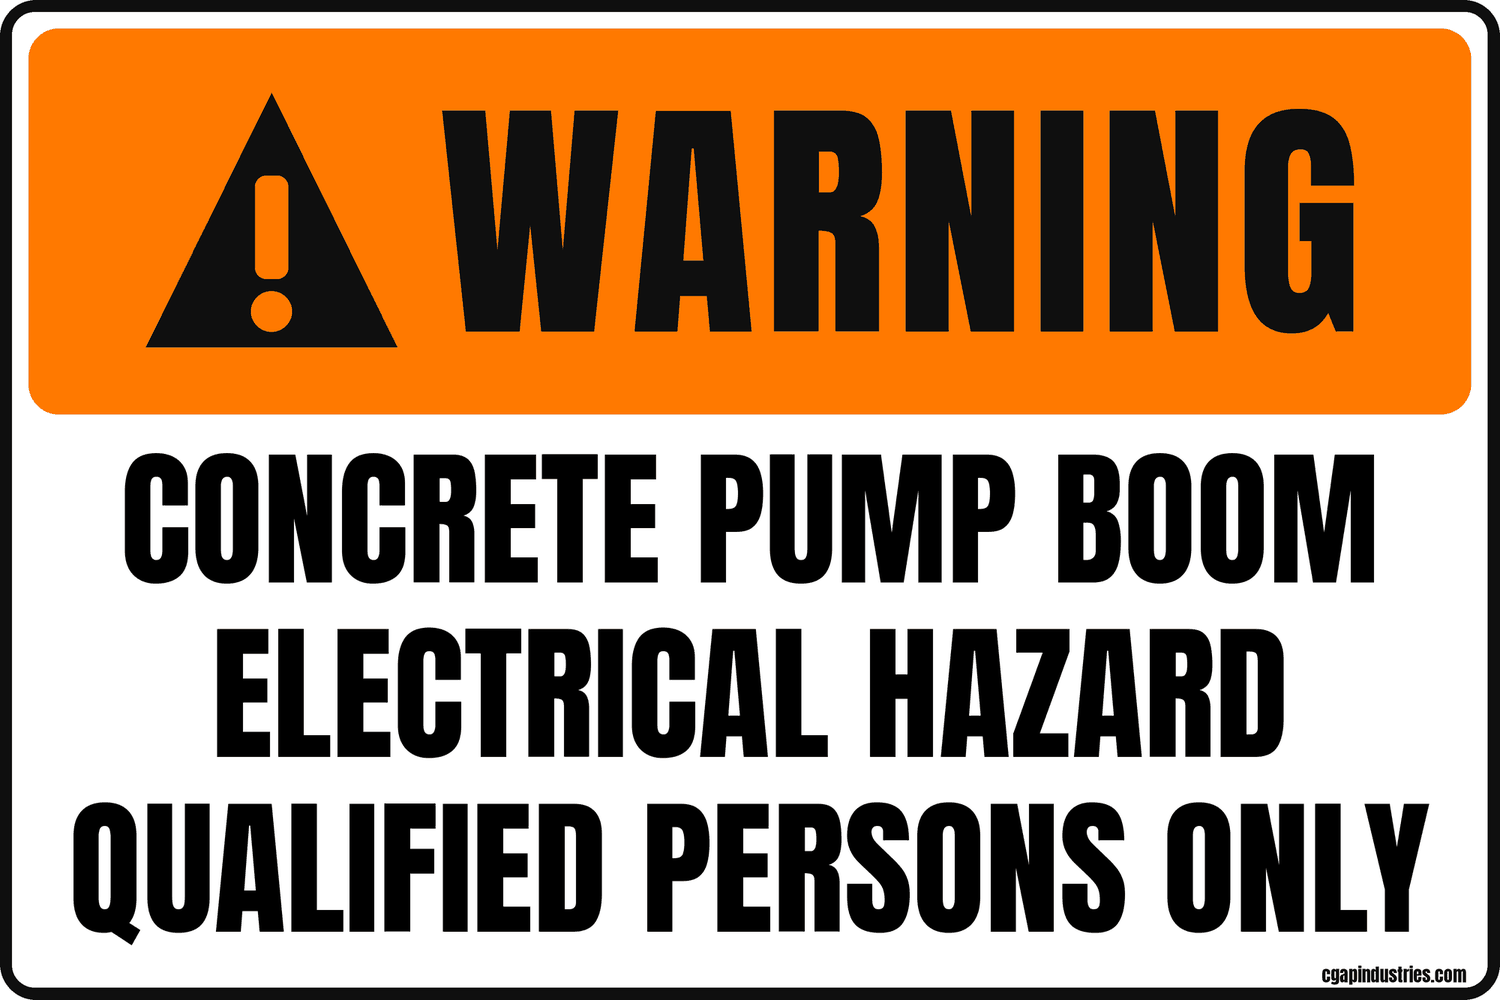 WARNING
CONCRETE PUMP BOOM
ELECTRICAL HAZARD
QUALIFIED PERSONS ONLY
cgapindustries.com